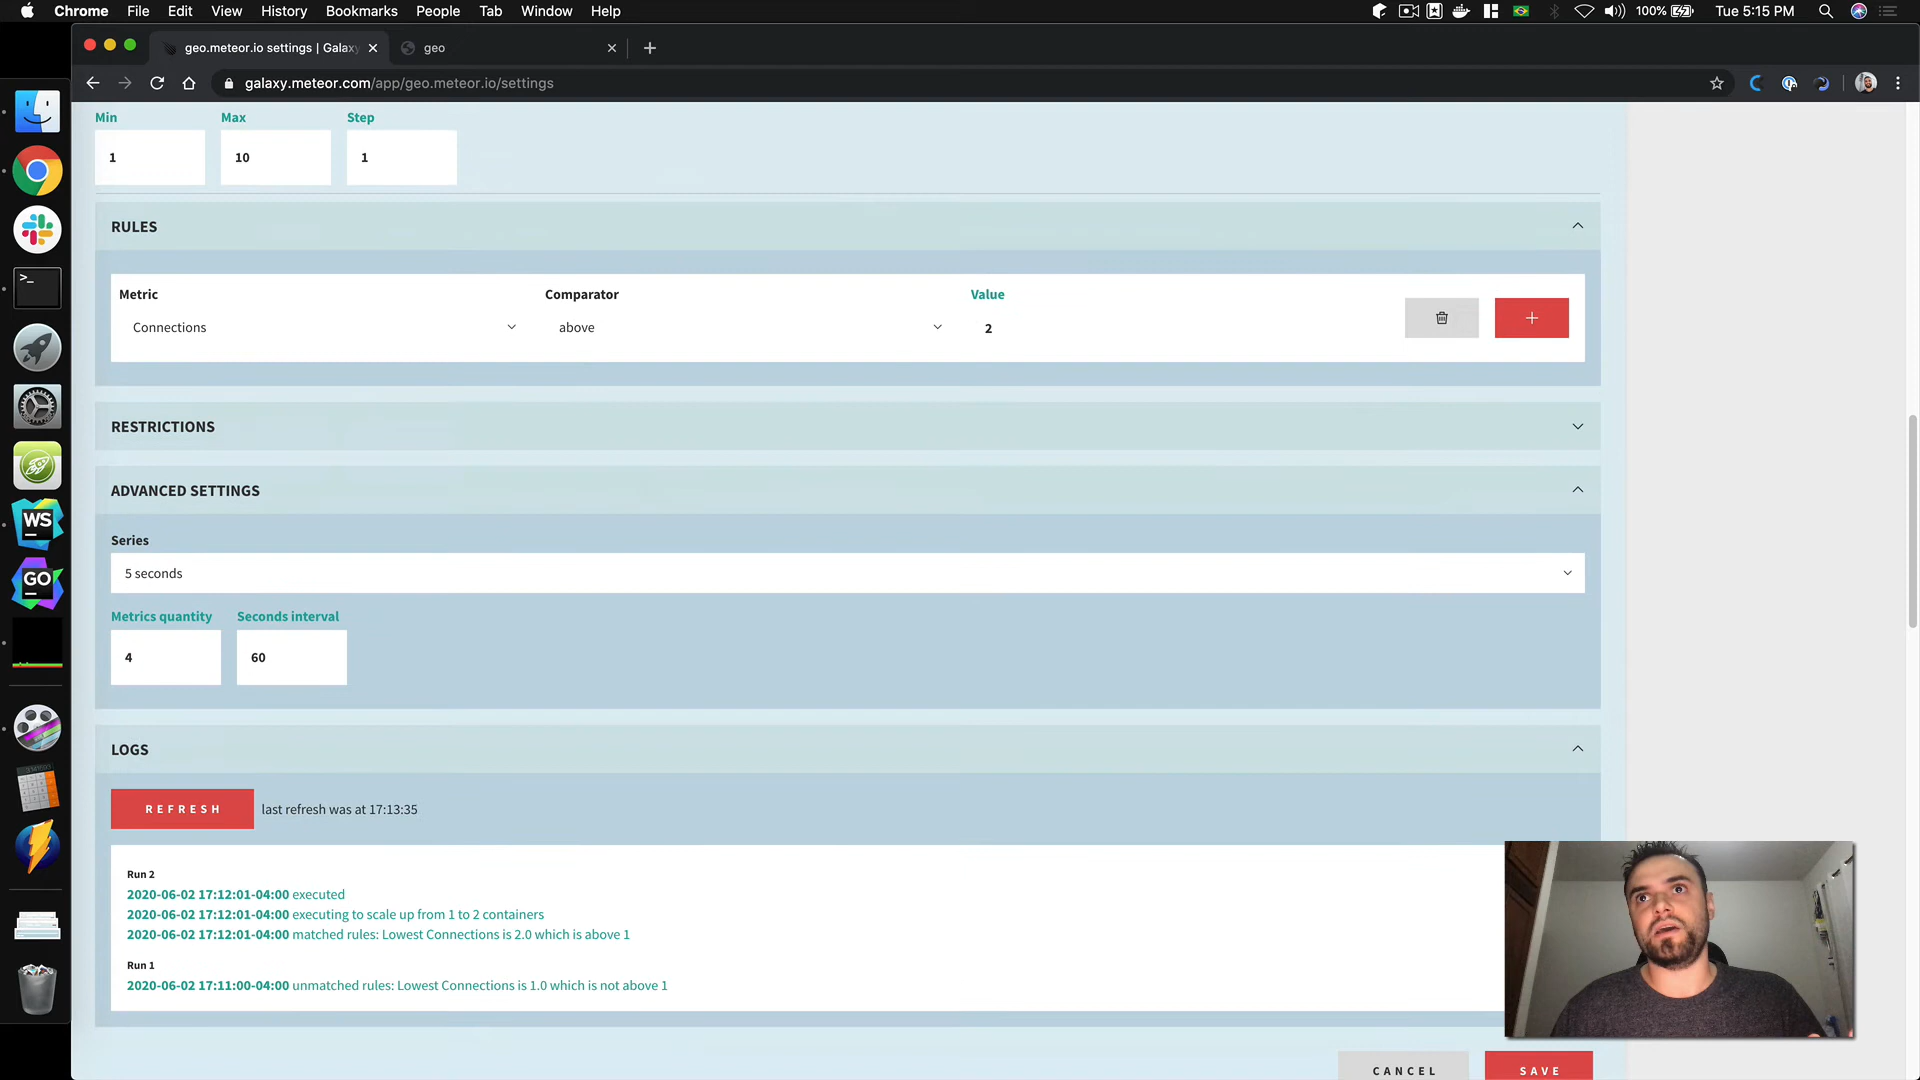 Chrome File Edit View History Bookmarks People Tab Window Help 100% Tue 5:15 PM
geo.meteor.io settings | Galaxy geo
galaxy.meteor.com/app/geo.meteor.io/settings
Min Max Step
1 10 1
RULES
Metric Comparator Value
Connections above 2
RESTRICTIONS
ADVANCED SETTINGS
Series
5 seconds
Metrics quantity Seconds interval
4 60
LOGS
REFRESH last refresh was at 17:13:35
Run 2
2020-06-02 17:12:01-04:00 executed
2020-06-02 17:12:01-04:00 executing to scale up from 1 to 2 containers
2020-06-02 17:12:01-04:00 matched rules: Lowest Connections is 2.0 which is above 1
Run 1
2020-06-02 17:11:00-04:00 unmatched rules: Lowest Connections is 1.0 which is not above 1
CANCEL SAVE
WS
GO